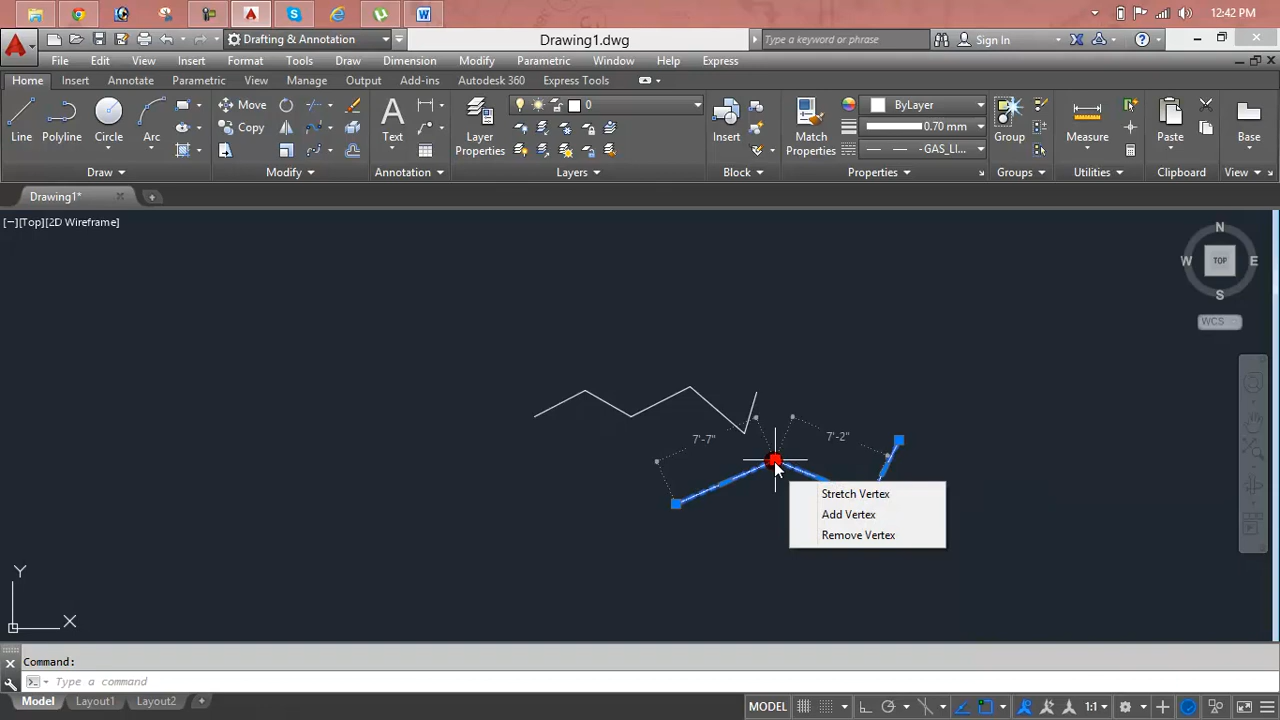 12:42 PM
Drafting & Annotation
Drawing1.dwg
Type a keyword or phrase
Sign In
File Edit View Insert Format Tools Draw Dimension Modify Parametric Window Help Express
Home Insert Annotate Parametric View Manage Output Add-ins Autodesk 360 Express Tools
Move
0
ByLayer
Copy
0.70 mm
Line Polyline Circle Arc
Text
Layer
Properties
Insert
Match
Properties
-GAS_LI...
Group
Measure
Paste
Base
Draw Modify Annotation Layers Block Properties Groups Utilities Clipboard View
Drawing1*
[−][Top][2D Wireframe]
N
W TOP E
S
WCS
7'-7"
7'-2"
Stretch Vertex
Add Vertex
Remove Vertex
Y
X
Command:
Type a command
Model Layout1 Layout2
MODEL
1:1